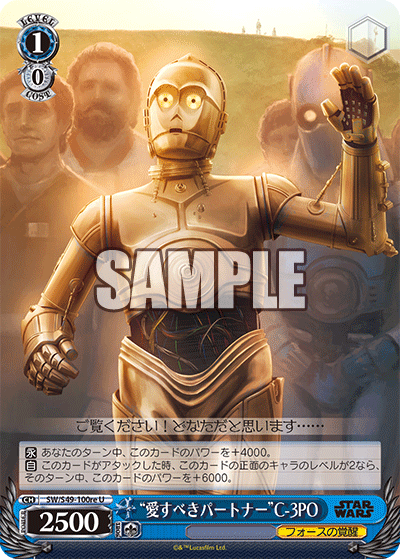 LEVEL
1
0
COST
SAMPLE
ご覧ください!どなただと思います……
永 あなたのターン中、このカードのパワーを+4000。
自 このカードがアタックした時、このカードの正面のキャラのレベルが2なら、
そのターン中、このカードのパワーを+6000。
CH SW/S49-100re U
POWER 2500
“愛すべきパートナー”C-3PO
STAR WARS
フォースの覚醒
©&™Lucasfilm Ltd.